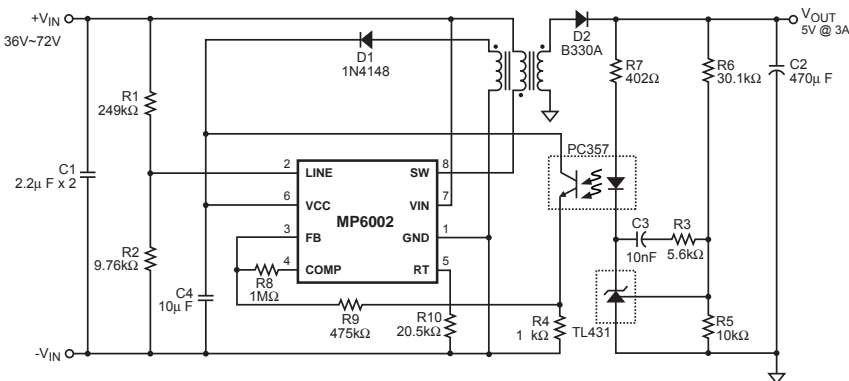 +VIN
36V~72V
D1
1N4148
D2
B330A
VOUT
5V @ 3A
R7
402Ω
R6
30.1kΩ
C2
470μ F
R1
249kΩ
C1
2.2μ F x 2
R2
9.76kΩ
PC357
2
LINE
SW
8
6
VCC
VIN
7
MP6002
3
FB
GND
1
4
COMP
RT
5
R8
1MΩ
C4
10μ F
R9
475kΩ
R10
20.5kΩ
C3
10nF
R3
5.6kΩ
R4
1 kΩ
TL431
R5
10kΩ
-VIN